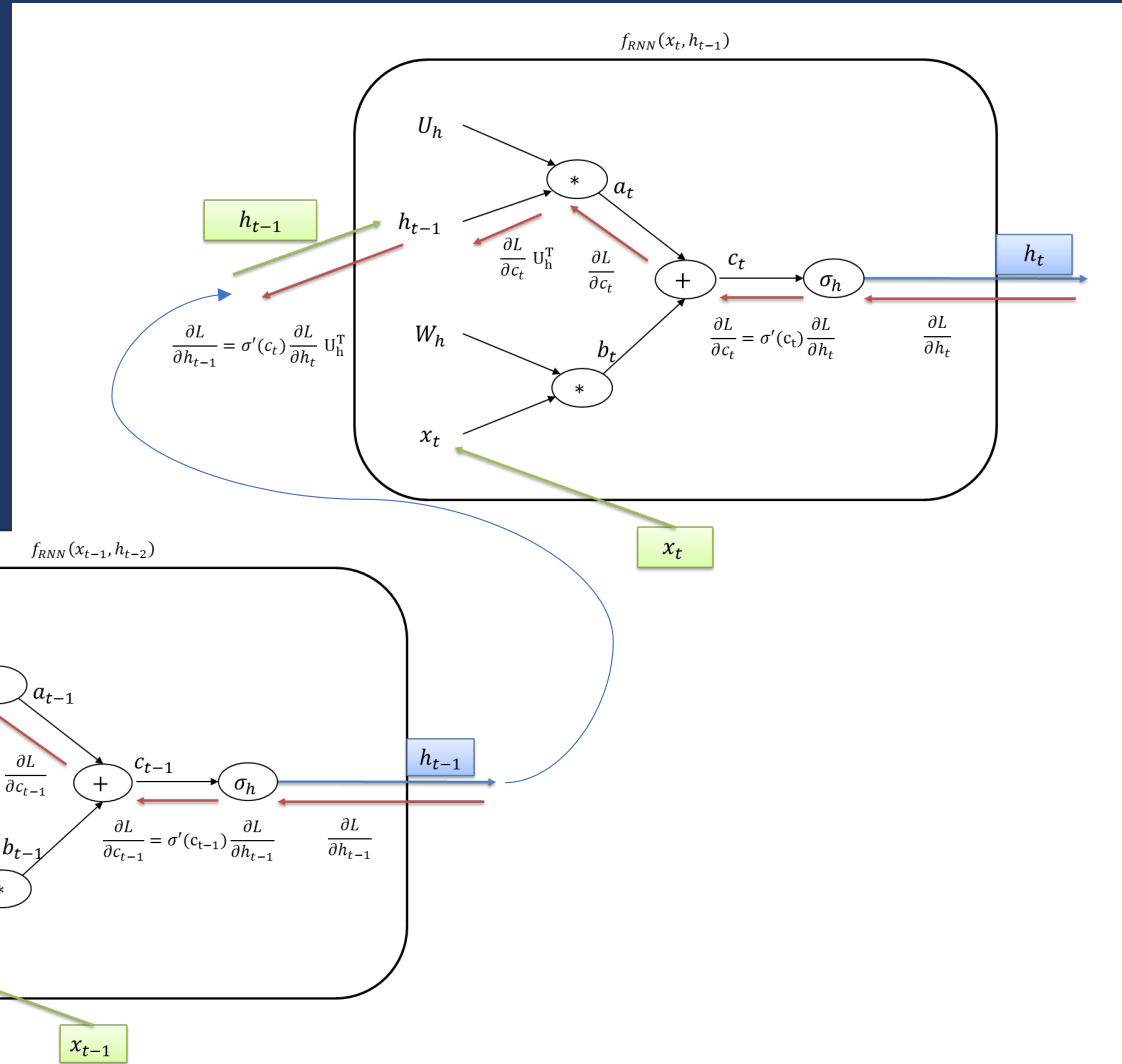 f_{RNN}(x_t, h_{t−1})
U_h
∗
a_t
h_{t−1}
h_{t−1}
∂L/∂c_t U_h^T
∂L/∂c_t
+
c_t
σ_h
h_t
∂L/∂h_{t−1} = σ′(c_t) ∂L/∂h_t U_h^T
W_h
b_t
∂L/∂c_t = σ′(c_t) ∂L/∂h_t
∂L/∂h_t
∗
x_t
x_t
f_{RNN}(x_{t−1}, h_{t−2})
a_{t−1}
∂L/∂c_{t−1}
+
c_{t−1}
σ_h
h_{t−1}
b_{t−1}
∂L/∂c_{t−1} = σ′(c_{t−1}) ∂L/∂h_{t−1}
∂L/∂h_{t−1}
∗
x_{t−1}